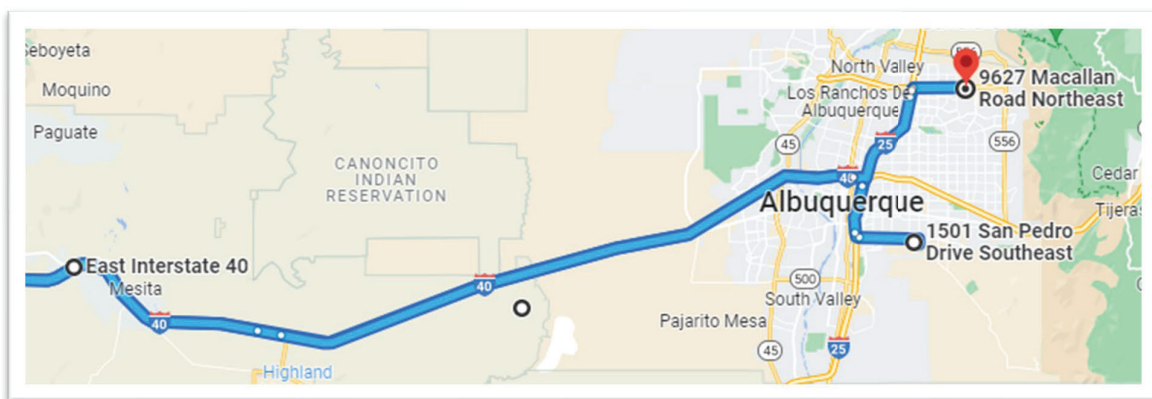 Seboyeta
Moquino
Paguate
CANONCITO
INDIAN
RESERVATION
East Interstate 40
Mesita
40
Highland
40
North Valley
556
9627 Macallan
Road Northeast
Los Ranchos De
Albuquerque
25
45
556
40
Cedar
Albuquerque
Tijeras
1501 San Pedro
Drive Southeast
500
South Valley
Pajarito Mesa
45
25